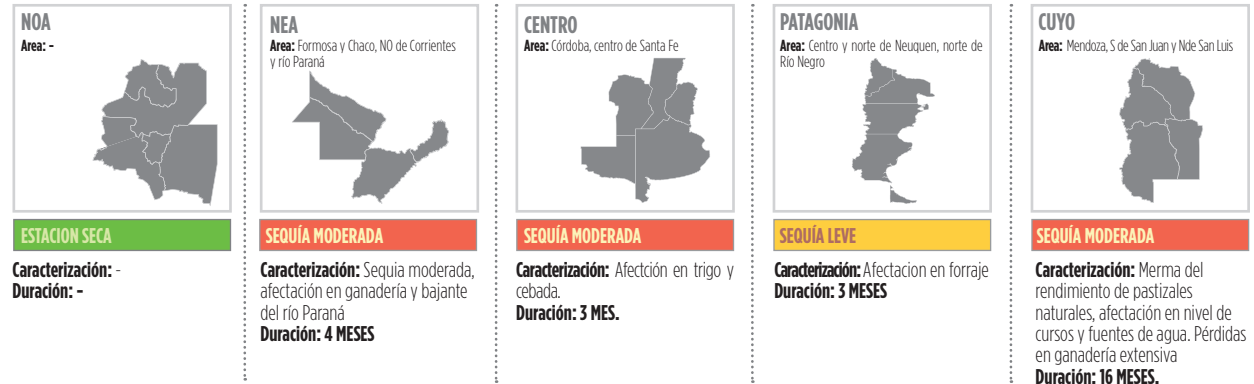 NOA
Area: -
ESTACION SECA
Caracterización: -
Duración: -
NEA
Area: Formosa y Chaco, NO de Corrientes
y río Paraná
SEQUÍA MODERADA
Caracterización: Sequia moderada,
afectación en ganadería y bajante
del río Paraná
Duración: 4 MESES
CENTRO
Area: Córdoba, centro de Santa Fe
SEQUÍA MODERADA
Caracterización: Afectción en trigo y
cebada.
Duración: 3 MES.
PATAGONIA
Area: Centro y norte de Neuquen, norte de
Río Negro
SEQUÍA LEVE
Caracterización: Afectacion en forraje
Duración: 3 MESES
CUYO
Area: Mendoza, S de San Juan y Nde San Luis
SEQUÍA MODERADA
Caracterización: Merma del
rendimiento de pastizales
naturales, afectación en nivel de
cursos y fuentes de agua. Pérdidas
en ganadería extensiva
Duración: 16 MESES.